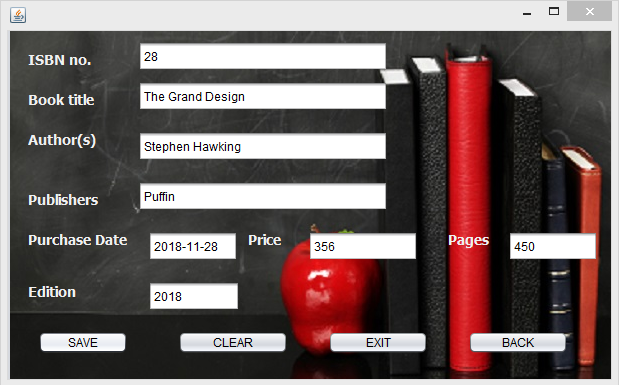 ISBN no. 28
Book title The Grand Design
Author(s) Stephen Hawking
Publishers Puffin
Purchase Date 2018-11-28 Price 356 Pages 450
Edition 2018
SAVE CLEAR EXIT BACK